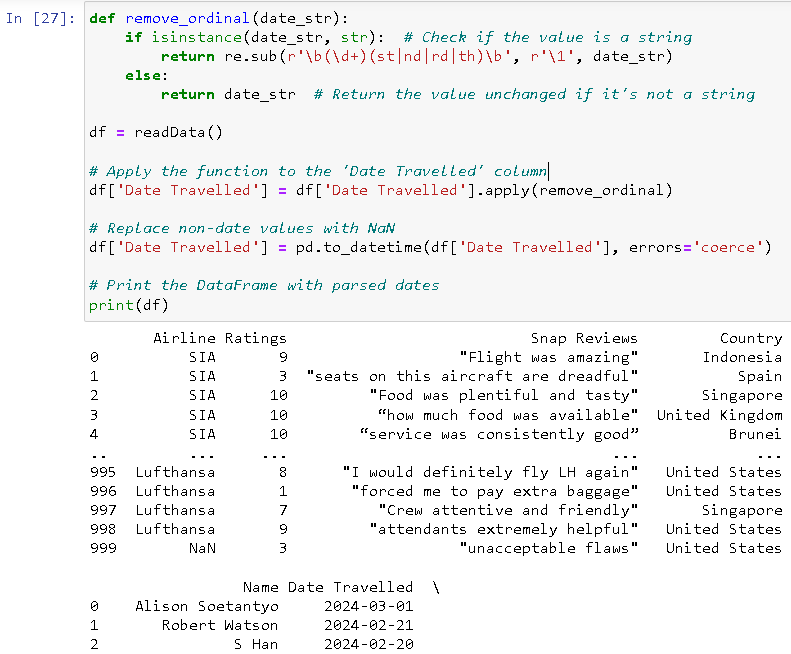 In [27]: def remove_ordinal(date_str):
    if isinstance(date_str, str):  # Check if the value is a string
        return re.sub(r'\b(\d+)(st|nd|rd|th)\b', r'\1', date_str)
    else:
        return date_str  # Return the value unchanged if it's not a string
df = readData()
# Apply the function to the 'Date Travelled' column
df['Date Travelled'] = df['Date Travelled'].apply(remove_ordinal)
# Replace non-date values with NaN
df['Date Travelled'] = pd.to_datetime(df['Date Travelled'], errors='coerce')
# Print the DataFrame with parsed dates
print(df)
Airline Ratings Snap Reviews Country
0 SIA 9 "Flight was amazing" Indonesia
1 SIA 3 "seats on this aircraft are dreadful" Spain
2 SIA 10 "Food was plentiful and tasty" Singapore
3 SIA 10 “how much food was available" United Kingdom
4 SIA 10 “service was consistently good” Brunei
.. ... ... ... ...
995 Lufthansa 8 "I would definitely fly LH again" United States
996 Lufthansa 1 "forced me to pay extra baggage" United States
997 Lufthansa 7 "Crew attentive and friendly" Singapore
998 Lufthansa 9 "attendants extremely helpful" United States
999 NaN 3 "unacceptable flaws" United States
Name Date Travelled \
0 Alison Soetantyo 2024-03-01
1 Robert Watson 2024-02-21
2 S Han 2024-02-20